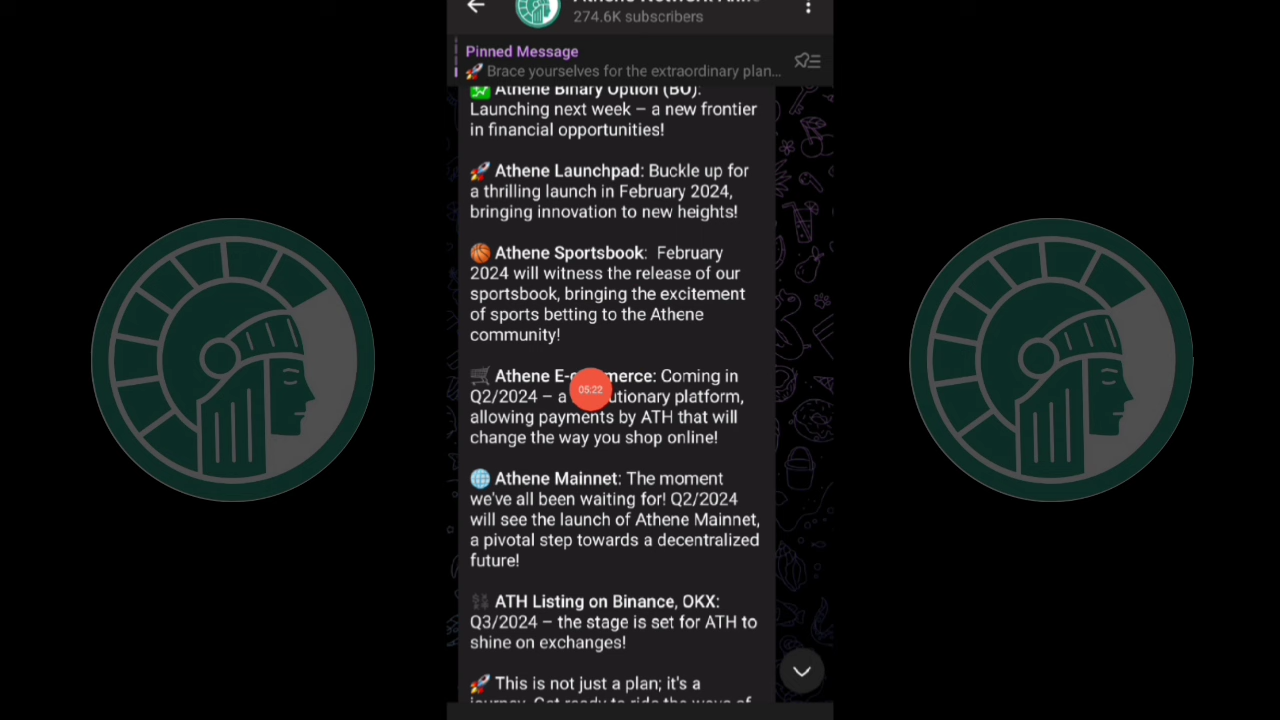 274.6K subscribers
Pinned Message
🚀 Brace yourselves for the extraordinary plan...
Athene Binary Option (BO):
Launching next week – a new frontier
in financial opportunities!
🚀 Athene Launchpad: Buckle up for
a thrilling launch in February 2024,
bringing innovation to new heights!
🏀 Athene Sportsbook: February
2024 will witness the release of our
sportsbook, bringing the excitement
of sports betting to the Athene
community!
🛒 Athene merce: Coming in
Q2/2024 – a utionary platform,
allowing payments by ATH that will
change the way you shop online!
05:22
🌐 Athene Mainnet: The moment
we've all been waiting for! Q2/2024
will see the launch of Athene Mainnet,
a pivotal step towards a decentralized
future!
💱 ATH Listing on Binance, OKX:
Q3/2024 – the stage is set for ATH to
shine on exchanges!
🚀 This is not just a plan; it's a